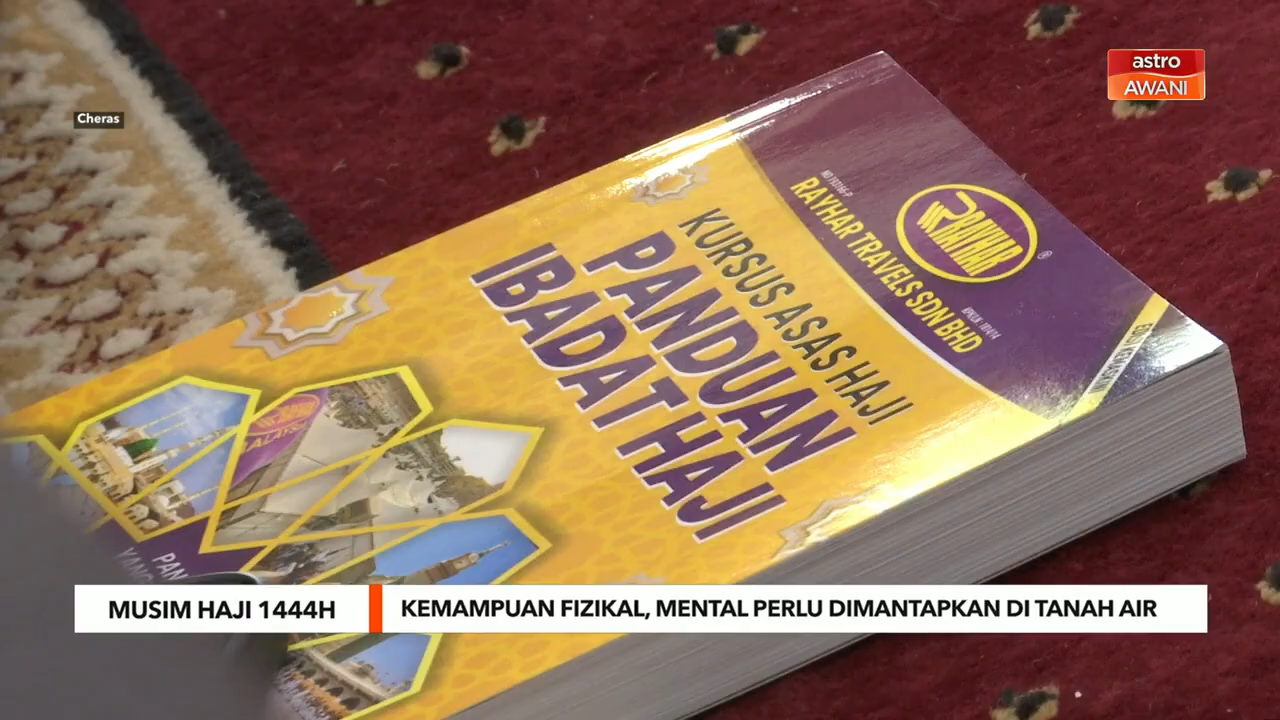 astro
AWANI
Cheras
RAYHAR
®
RAYHAR TRAVELS SDN BHD
KURSUS ASAS HAJI
PANDUAN
IBADAT HAJI
PAN
MUSIM HAJI 1444H
KEMAMPUAN FIZIKAL, MENTAL PERLU DIMANTAPKAN DI TANAH AIR